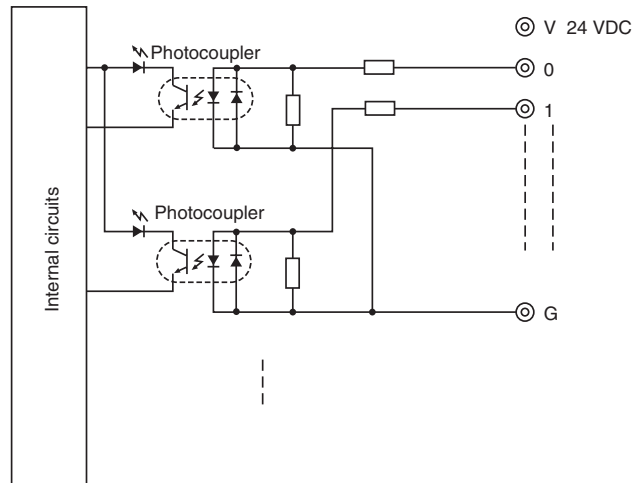 V 24 VDC
Photocoupler
0
1
Photocoupler
Internal circuits
G